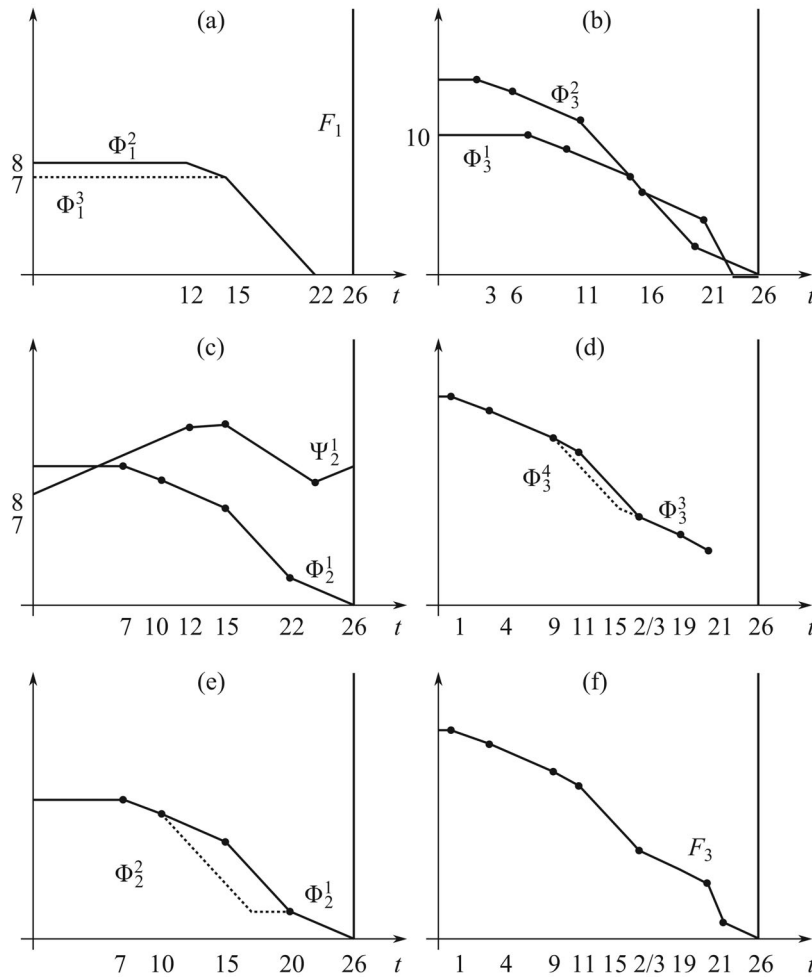 (a)
F₁
Φ₁²
8
7
Φ₁³
12 15 22 26 t
(b)
Φ₃²
10
Φ₃¹
3 6 11 16 21 26 t
(c)
Ψ₂¹
8
7
Φ₂¹
7 10 12 15 22 26 t
(d)
Φ₃⁴
Φ₃³
1 4 9 11 15 2/3 19 21 26 t
(e)
Φ₂²
Φ₂¹
7 10 15 20 26 t
(f)
F₃
1 4 9 11 15 2/3 19 21 26 t